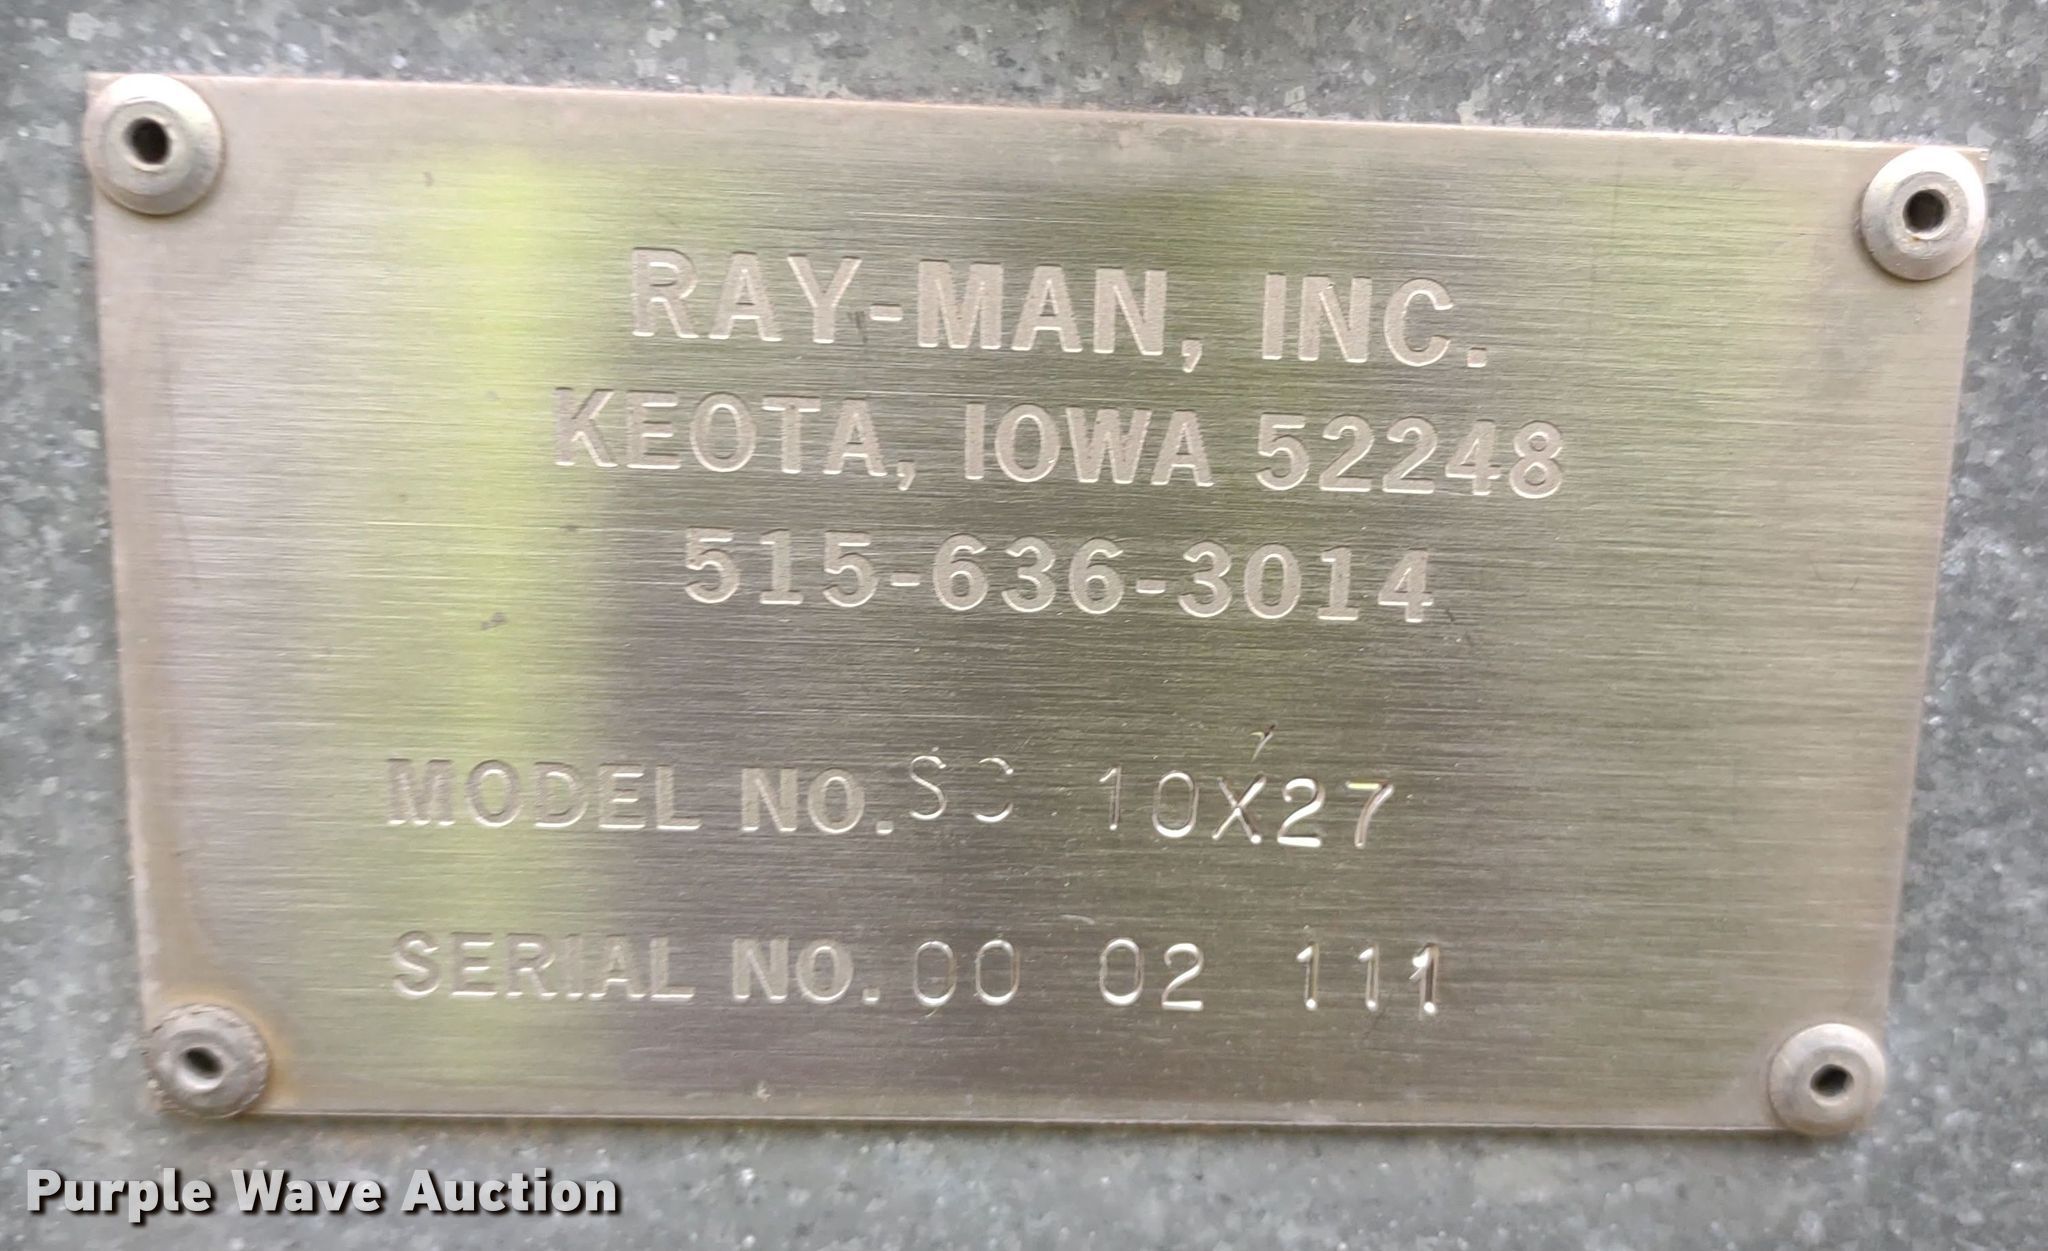 RAY-MAN, INC.
KEOTA, IOWA 52248
515-636-3014
MODEL NO. SC 10X27
SERIAL NO. 00 02 111
Purple Wave Auction